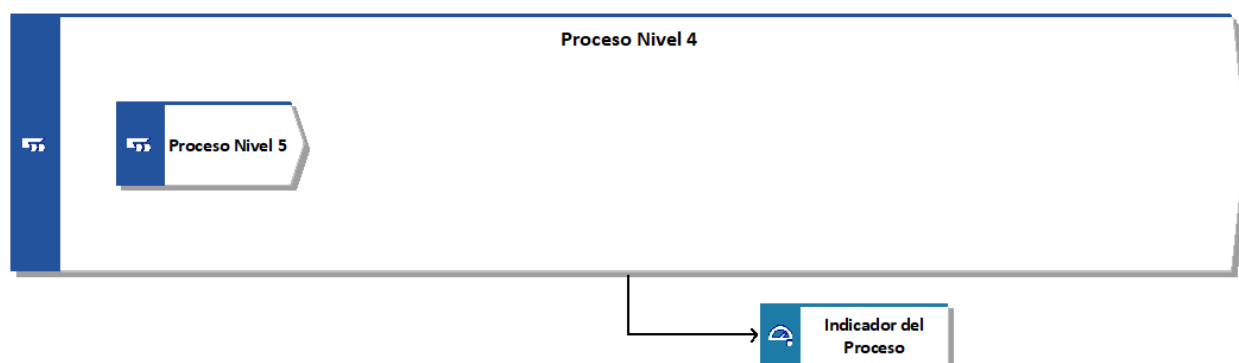 Proceso Nivel 4
Proceso Nivel 5
Indicador del
Proceso